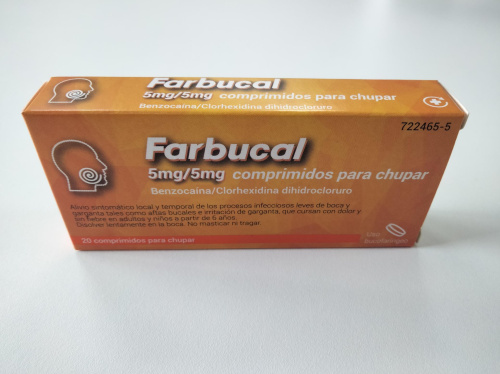 Farbucal
5mg/5mg comprimidos para chupar
Benzocaína/Clorhexidina dihidrocloruro
722465-5
Farbucal
5mg/5mg comprimidos para chupar
Benzocaína/Clorhexidina dihidrocloruro
Alivio sintomático local y temporal de los procesos infecciosos leves de boca y
garganta tales como aftas bucales e irritación de garganta, que cursan con dolor y
sin fiebre en adultos y niños a partir de 6 años.
Disolver lentamente en la boca. No masticar ni tragar.
20 comprimidos para chupar
Vía
Bucofaríngea